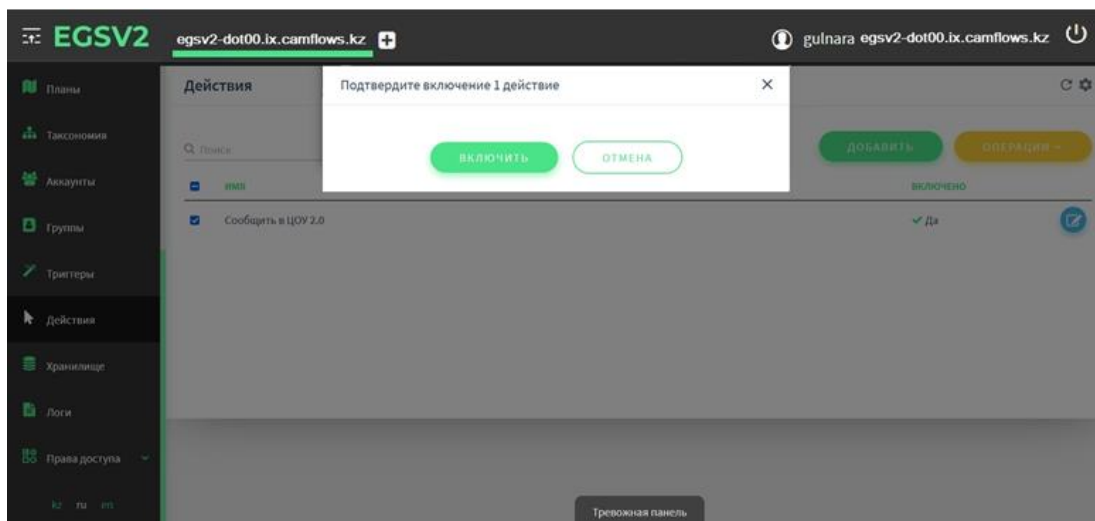 EGSV2
egsv2-dot00.ix.camflows.kz
gulnara egsv2-dot00.ix.camflows.kz
Планы
Таксономия
Аккаунты
Группы
Триггеры
Действия
Хранилище
Логи
Права доступа
kz ru en
Действия
Подтвердите включение 1 действие
ВКЛЮЧИТЬ
ОТМЕНА
Поиск
ДОБАВИТЬ
ОПЕРАЦИИ
ИМЯ
ВКЛЮЧЕНО
Сообщить в ЦОУ 2.0
Да
Тревожная панель